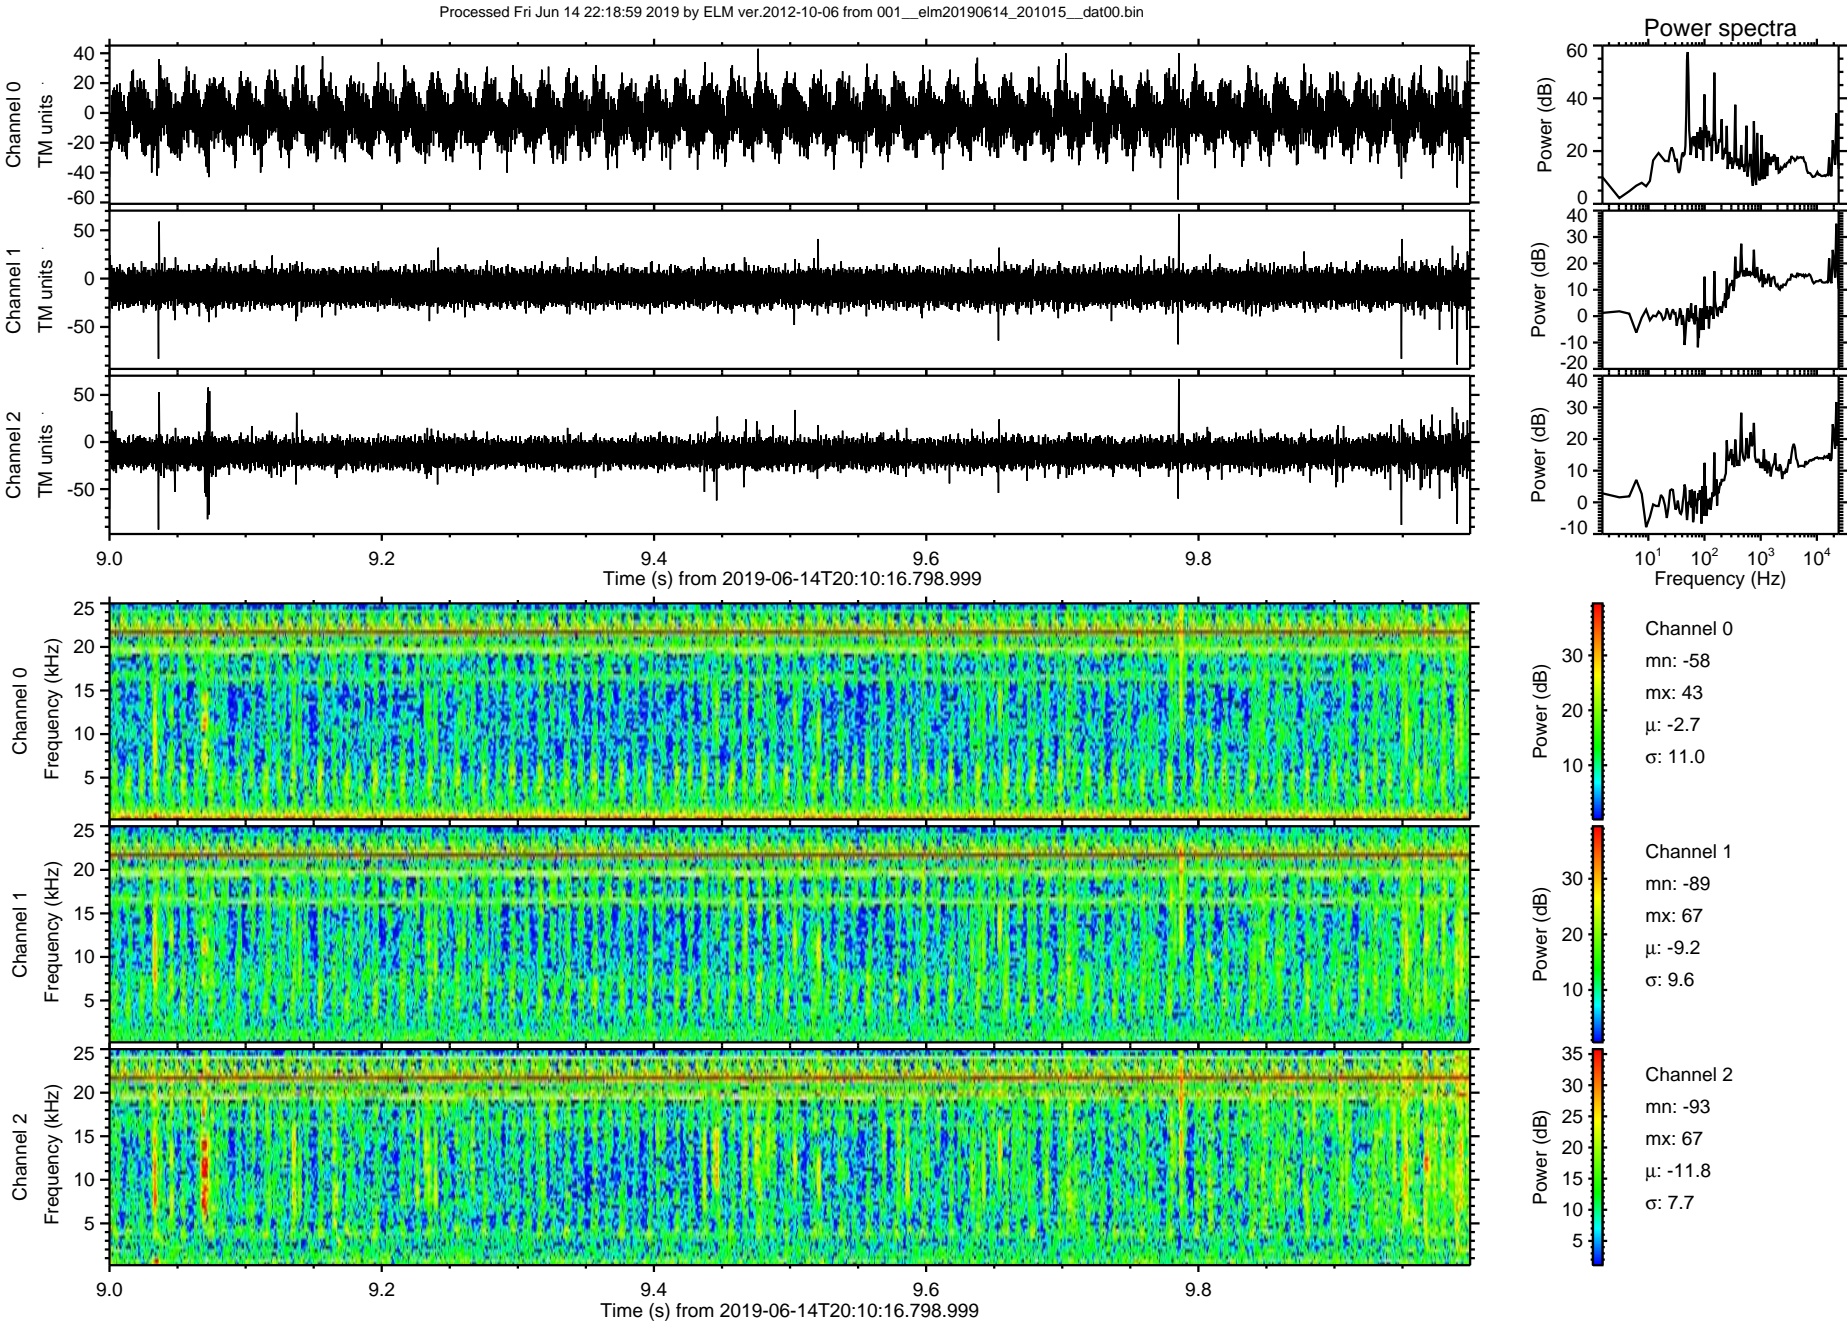 Processed Fri Jun 14 22:18:59 2019 by ELM ver.2012-10-06 from 001__elm20190614_201015__dat00.bin
Power spectra
Channel 0
TM units
40
20
0
-20
-40
-60
Power (dB)
60
40
20
0
Channel 1
TM units
50
0
-50
Power (dB)
40
30
20
10
0
-10
-20
Channel 2
TM units
50
0
-50
Power (dB)
40
30
20
10
0
-10
9.0 9.2 9.4 9.6 9.8
Time (s) from 2019-06-14T20:10:16.798.999
10^1 10^2 10^3 10^4
Frequency (Hz)
Channel 0
Frequency (kHz)
25
20
15
10
5
Power (dB)
30
20
10
Channel 0
mn: -58
mx: 43
μ: -2.7
σ: 11.0
Channel 1
Frequency (kHz)
25
20
15
10
5
Power (dB)
30
20
10
Channel 1
mn: -89
mx: 67
μ: -9.2
σ: 9.6
Channel 2
Frequency (kHz)
25
20
15
10
5
Power (dB)
35
30
25
20
15
10
5
Channel 2
mn: -93
mx: 67
μ: -11.8
σ: 7.7
9.0 9.2 9.4 9.6 9.8
Time (s) from 2019-06-14T20:10:16.798.999